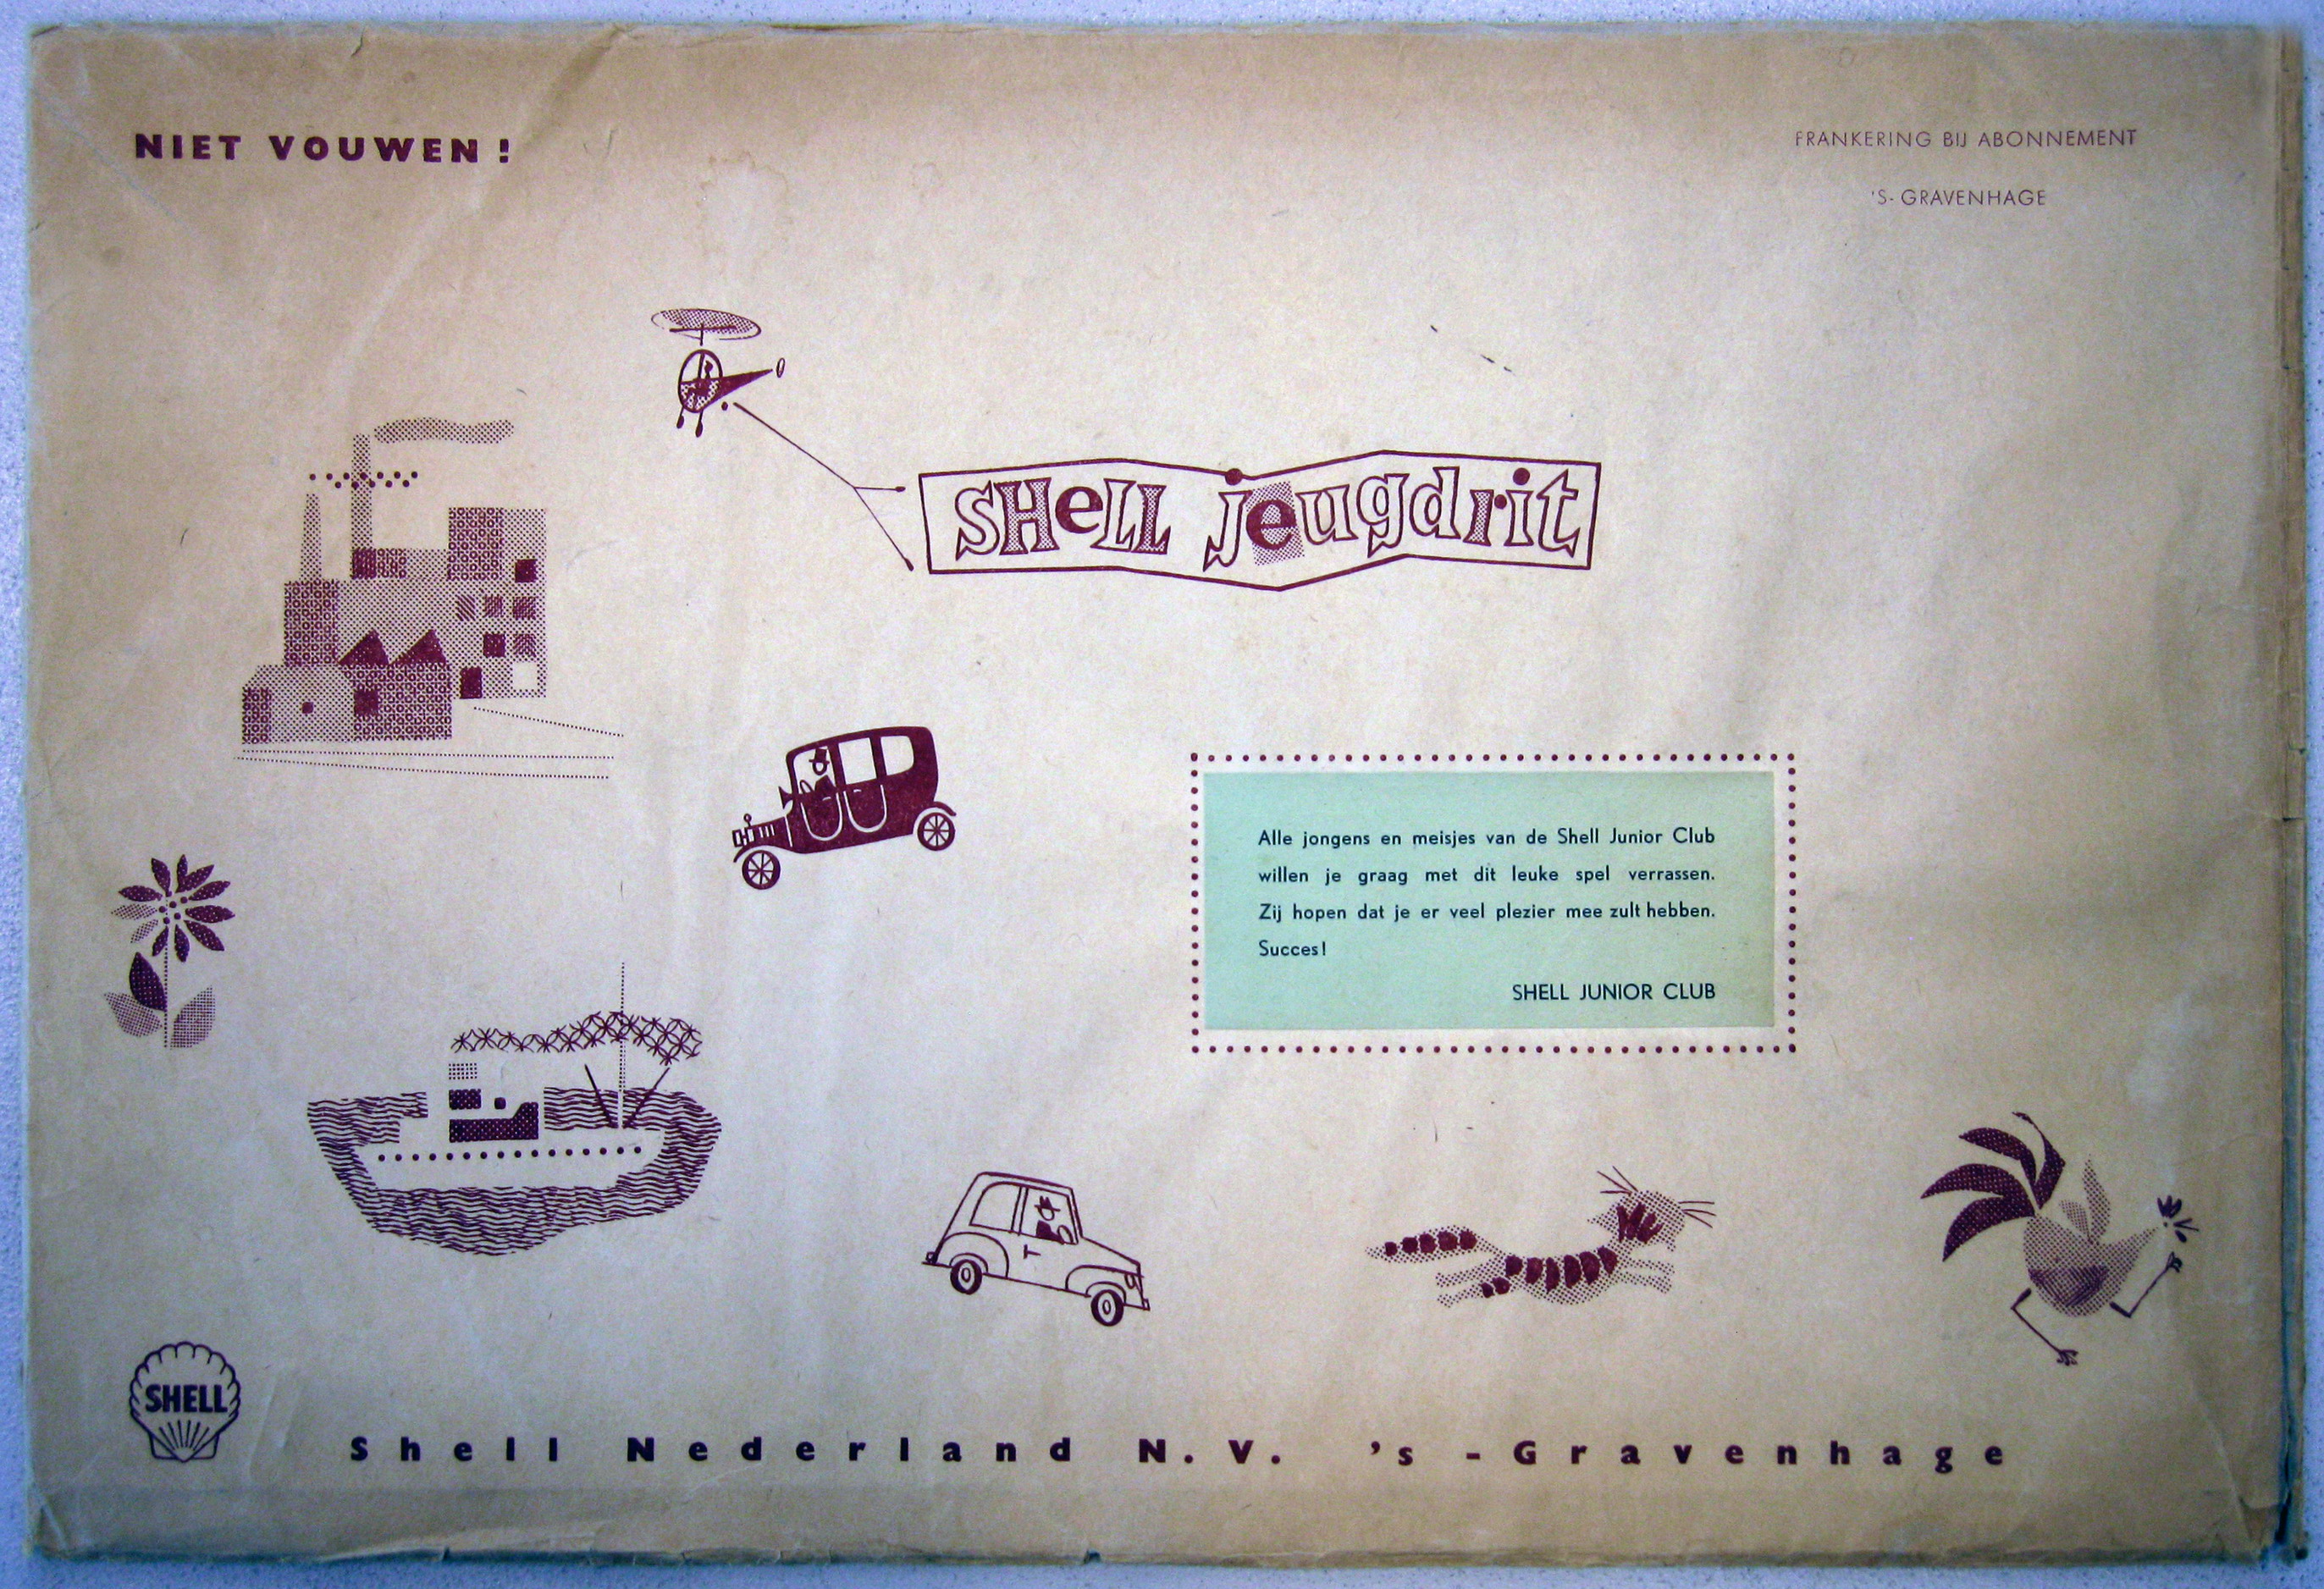 NIET VOUWEN!
FRANKERING BIJ ABONNEMENT
'S-GRAVENHAGE
SHeLL jeugdrit
Alle jongens en meisjes van de Shell Junior Club
willen je graag met dit leuke spel verrassen.
Zij hopen dat je er veel plezier mee zult hebben.
Succes!
SHELL JUNIOR CLUB
SHELL
Shell Nederland N.V. 's-Gravenhage